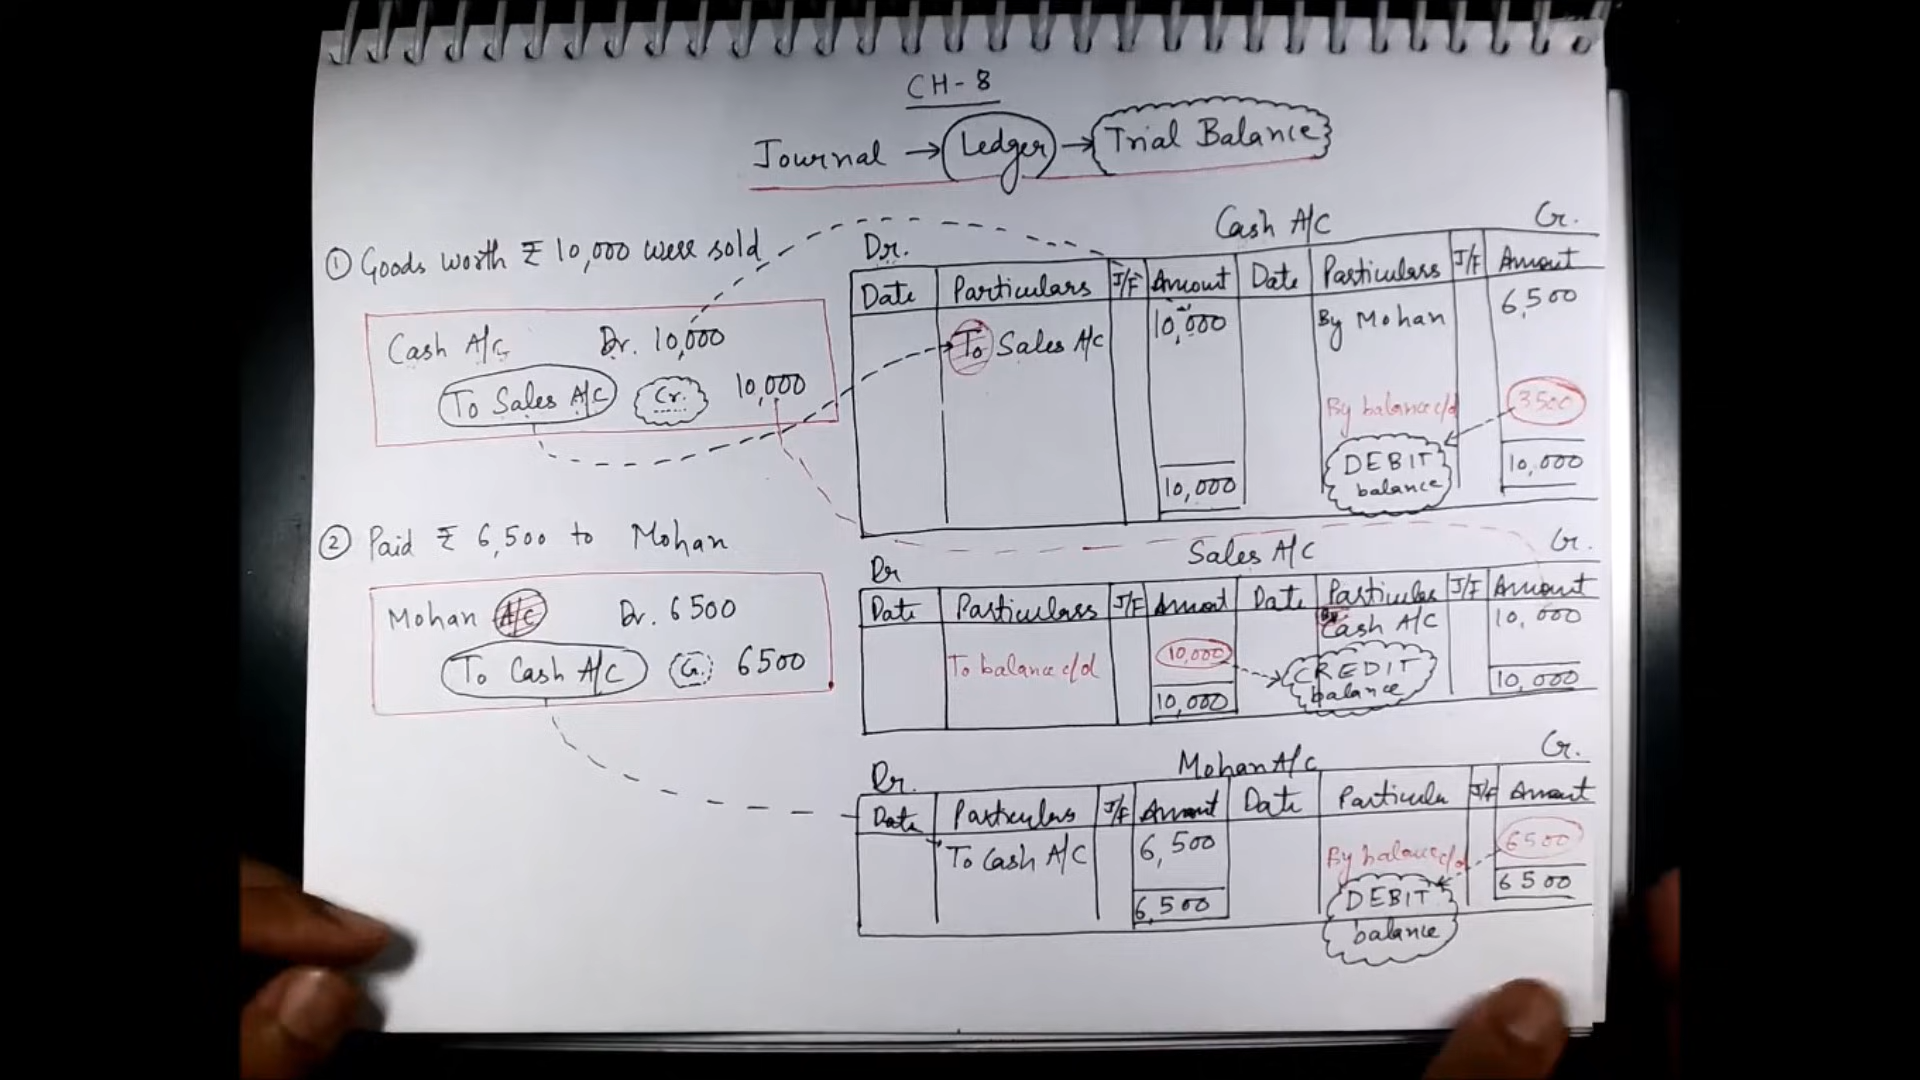 CH-8
Journal → Ledger → Trial Balance
① Goods worth ₹ 10,000 were sold
Cash A/c Dr. 10,000
To Sales A/C Cr. 10,000
② Paid ₹ 6,500 to Mohan
Mohan A/C Dr. 6500
To Cash A/C Cr. 6500
Cash A/C
Dr. Cr.
Date Particulars J/F Amount Date Particulars J/F Amount
To Sales A/C 10,000 By Mohan 6,500
By balance c/d 3500
DEBIT
balance
10,000 10,000
Sales A/C
Dr Cr.
Date Particulars J/F Amount Date Particulars J/F Amount
By Cash A/C 10,000
To balance c/d 10,000 CREDIT
balance
10,000 10,000
Mohan A/C
Dr. Cr.
Date Particulars J/F Amount Date Particula J/F Amount
To Cash A/C 6,500 By balance c/d 6500
6,500 6500
DEBIT
balance